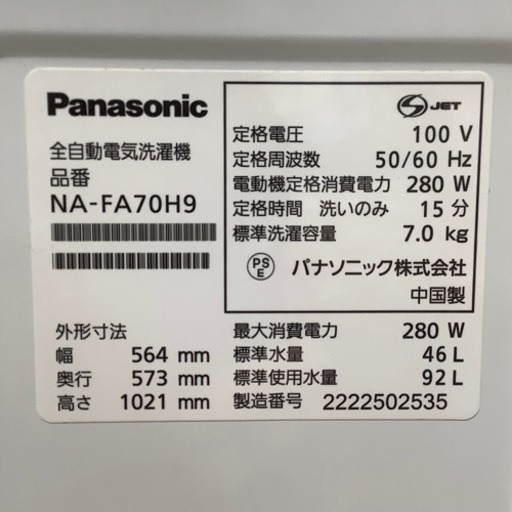 Panasonic
全自動電気洗濯機
品番
NA-FA70H9
外形寸法
幅 564 mm
奥行 573 mm
高さ 1021 mm
S JET
定格電圧 100 V
定格周波数 50/60 Hz
電動機定格消費電力 280 W
定格時間 洗いのみ 15 分
標準洗濯容量 7.0 kg
PS E パナソニック株式会社
中国製
最大消費電力 280 W
標準水量 46 L
標準使用水量 92 L
製造番号 2222502535